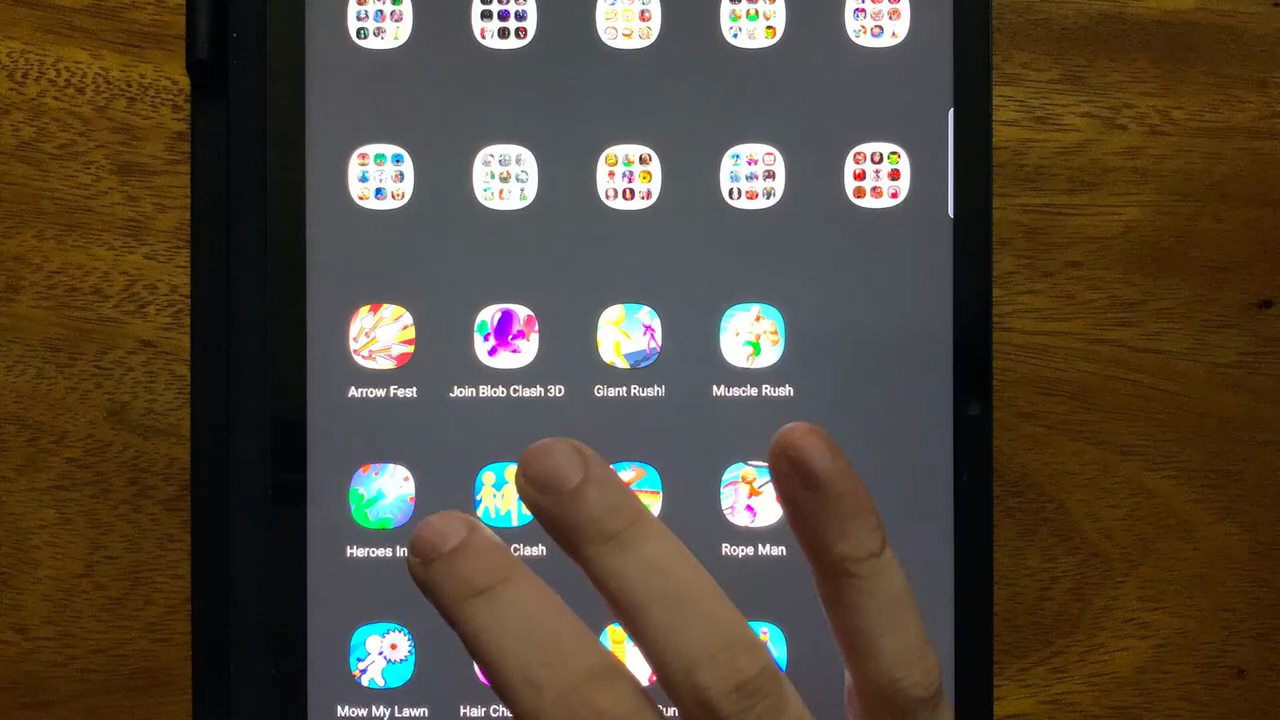 Arrow Fest
Join Blob Clash 3D
Giant Rush!
Muscle Rush
Heroes In
Clash
Rope Man
Mow My Lawn
Hair Cha
un